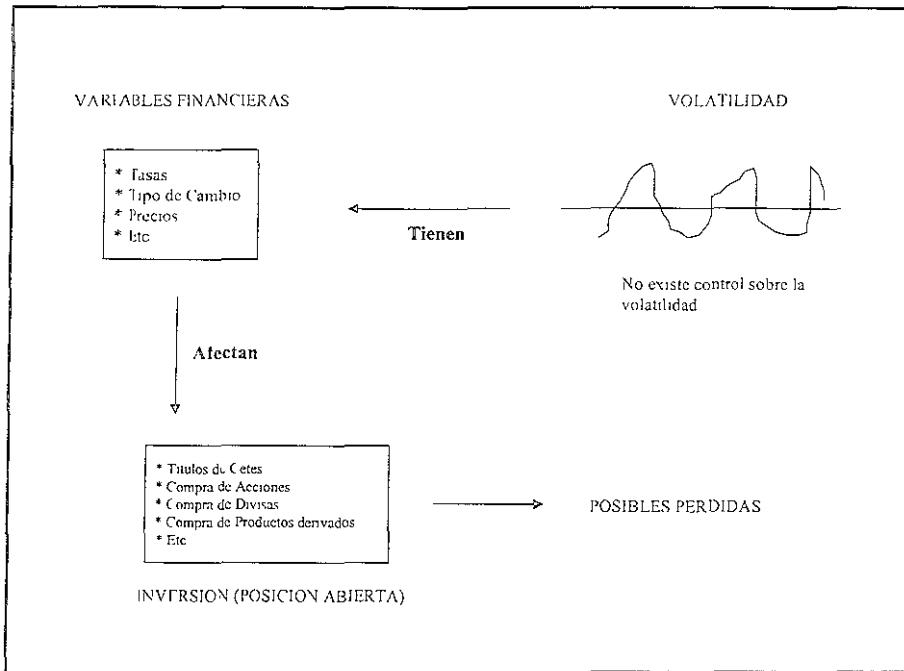 VARIABLES FINANCIERAS
VOLATILIDAD
* Tasas
* Tipo de Cambio
* Precios
* Etc
Tienen
No existe control sobre la
volatilidad
Afectan
* Titulos de Cetes
* Compra de Acciones
* Compra de Divisas
* Compra de Productos derivados
* Etc
POSIBLES PERDIDAS
INVERSION (POSICION ABIERTA)